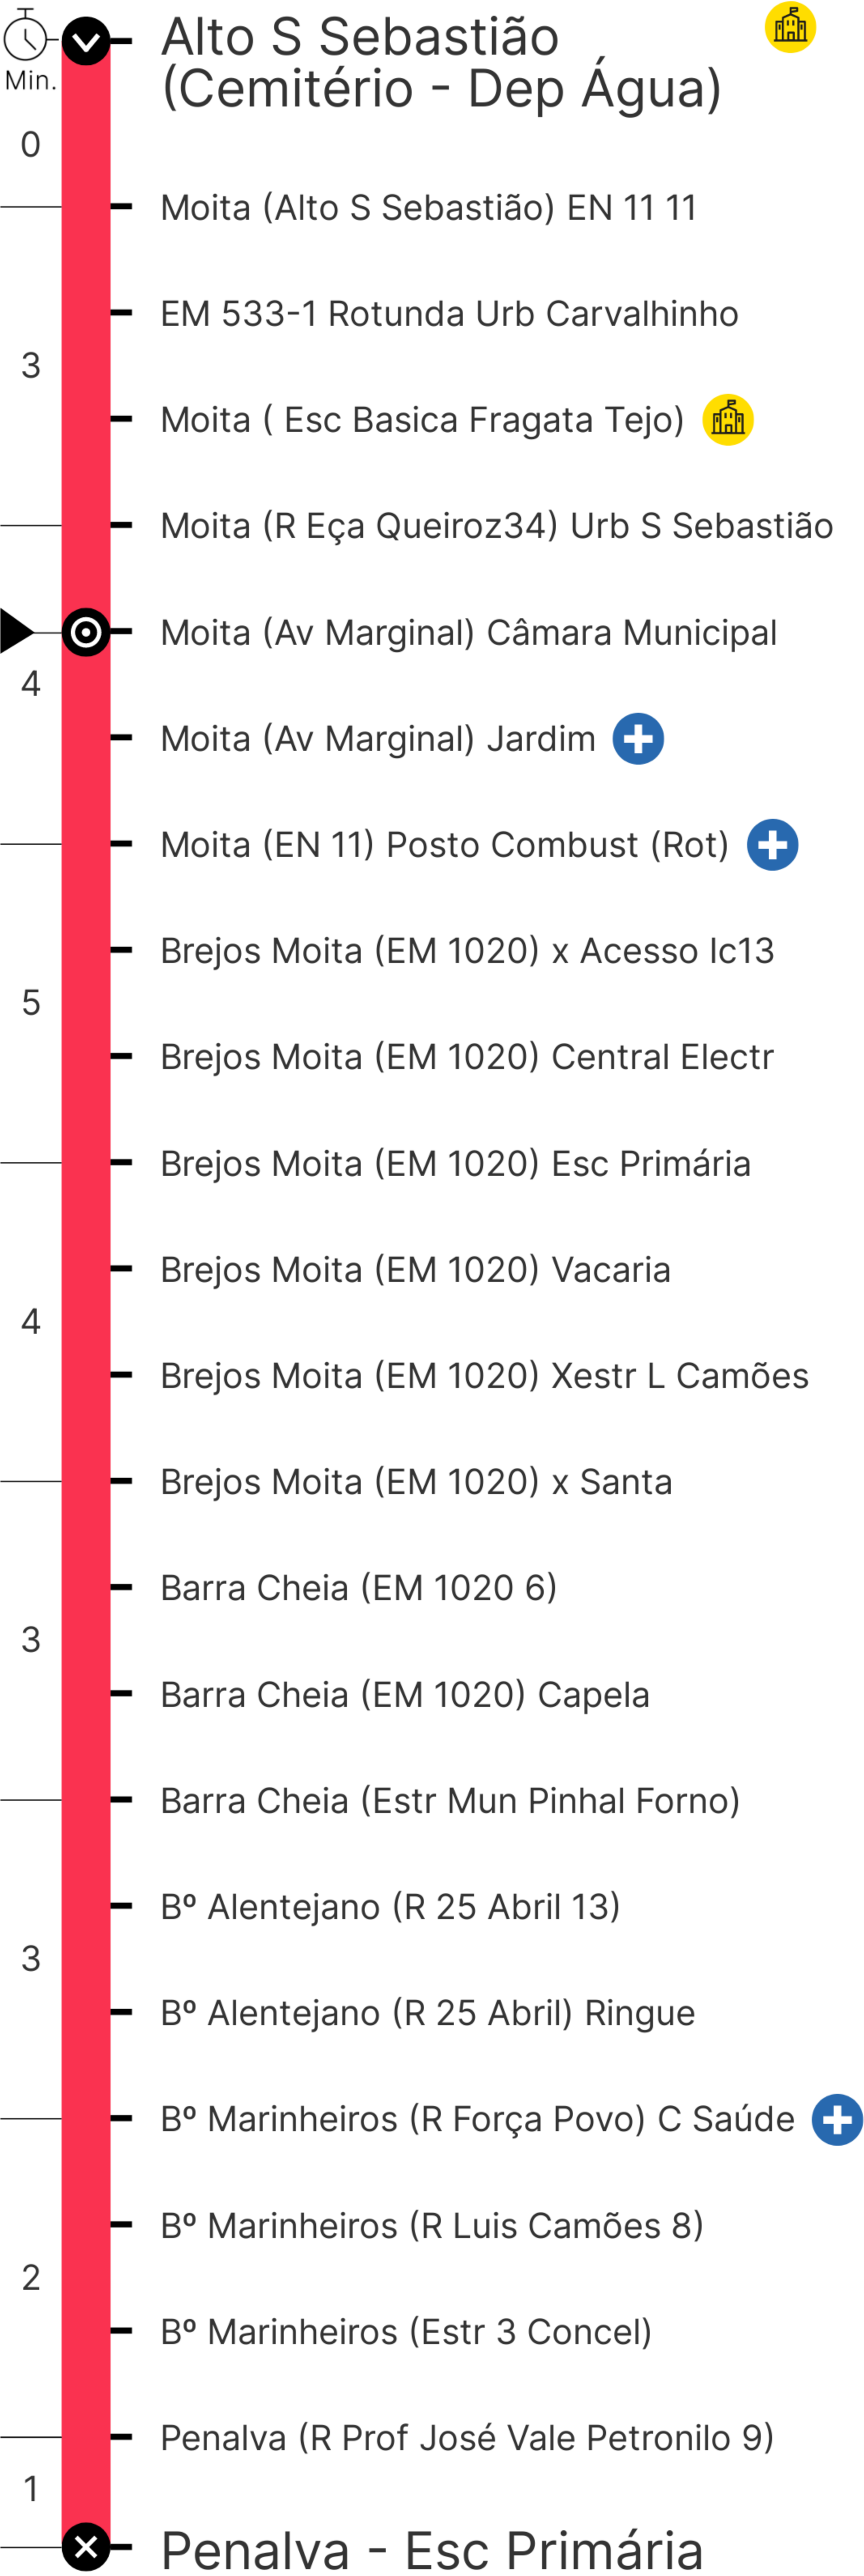 Alto S Sebastião
(Cemitério - Dep Água)
Min.
0
Moita (Alto S Sebastião) EN 11 11
EM 533-1 Rotunda Urb Carvalhinho
3
Moita ( Esc Basica Fragata Tejo)
Moita (R Eça Queiroz34) Urb S Sebastião
Moita (Av Marginal) Câmara Municipal
4
Moita (Av Marginal) Jardim
Moita (EN 11) Posto Combust (Rot)
Brejos Moita (EM 1020) x Acesso Ic13
5
Brejos Moita (EM 1020) Central Electr
Brejos Moita (EM 1020) Esc Primária
Brejos Moita (EM 1020) Vacaria
4
Brejos Moita (EM 1020) Xestr L Camões
Brejos Moita (EM 1020) x Santa
Barra Cheia (EM 1020 6)
3
Barra Cheia (EM 1020) Capela
Barra Cheia (Estr Mun Pinhal Forno)
Bº Alentejano (R 25 Abril 13)
3
Bº Alentejano (R 25 Abril) Ringue
Bº Marinheiros (R Força Povo) C Saúde
Bº Marinheiros (R Luis Camões 8)
2
Bº Marinheiros (Estr 3 Concel)
Penalva (R Prof José Vale Petronilo 9)
1
Penalva - Esc Primária